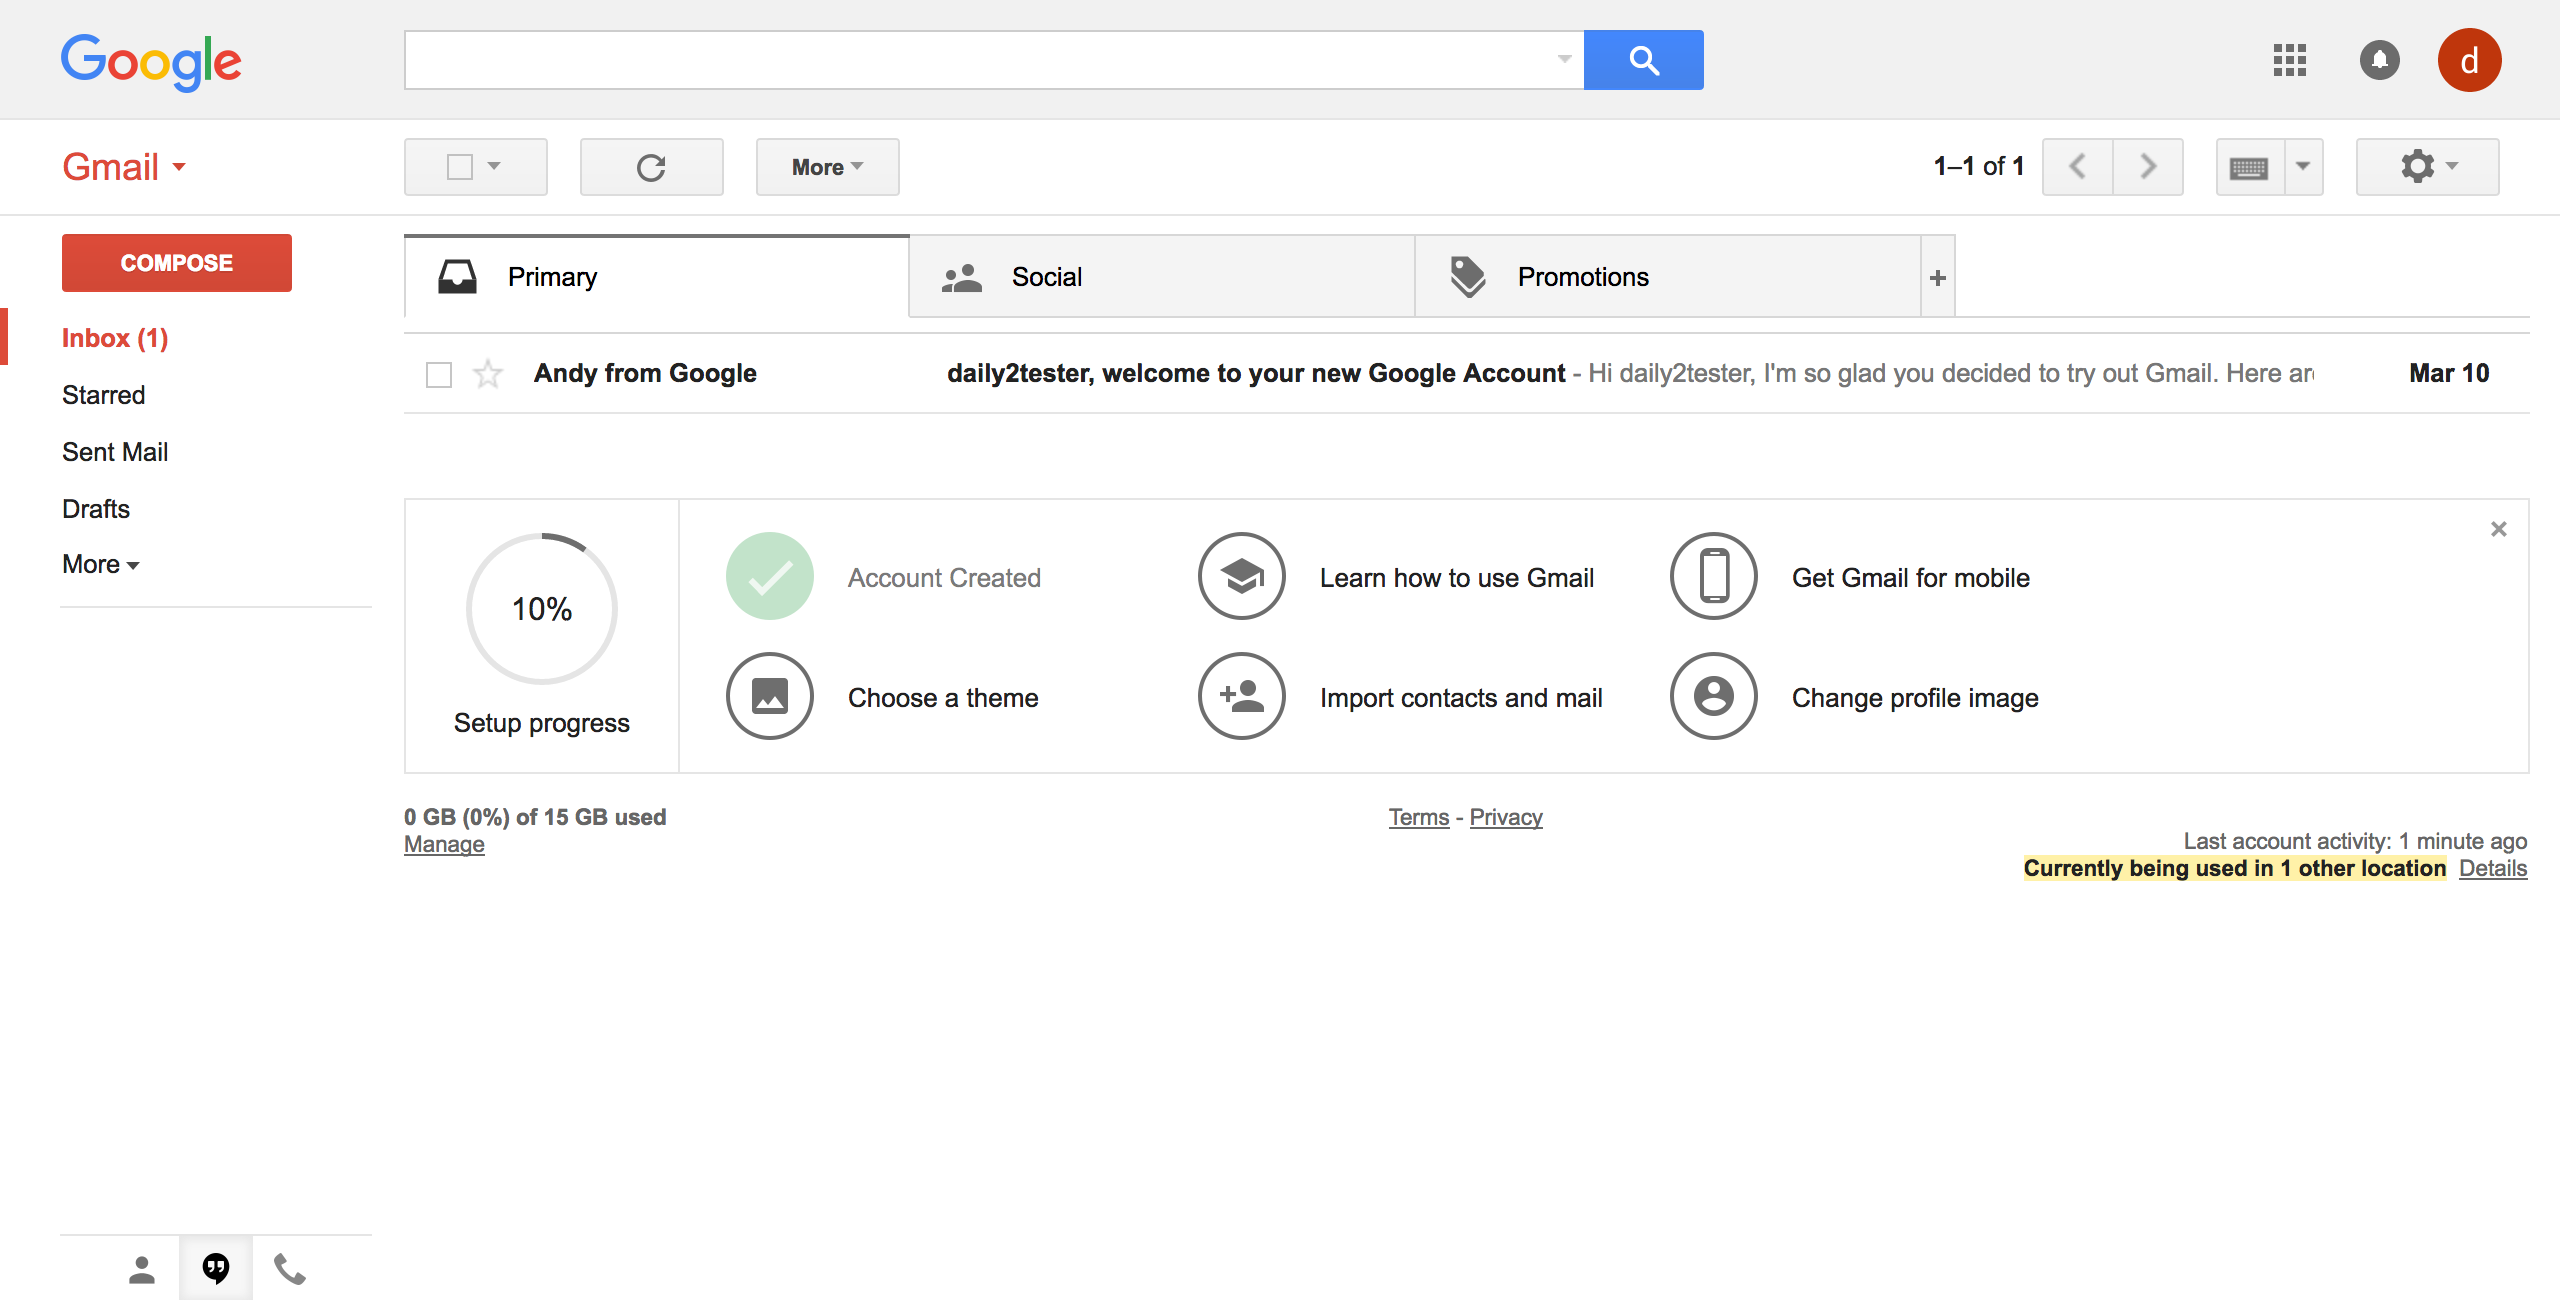 Google
d
Gmail
More
1–1 of 1
COMPOSE
Primary
Social
Promotions
+
Inbox (1)
Andy from Google daily2tester, welcome to your new Google Account - Hi daily2tester, I'm so glad you decided to try out Gmail. Here Mar 10
Starred
Sent Mail
Drafts
More
10%
Setup progress
Account Created
Learn how to use Gmail
Get Gmail for mobile
Choose a theme
Import contacts and mail
Change profile image
0 GB (0%) of 15 GB used
Manage
Terms - Privacy
Last account activity: 1 minute ago
Currently being used in 1 other location Details